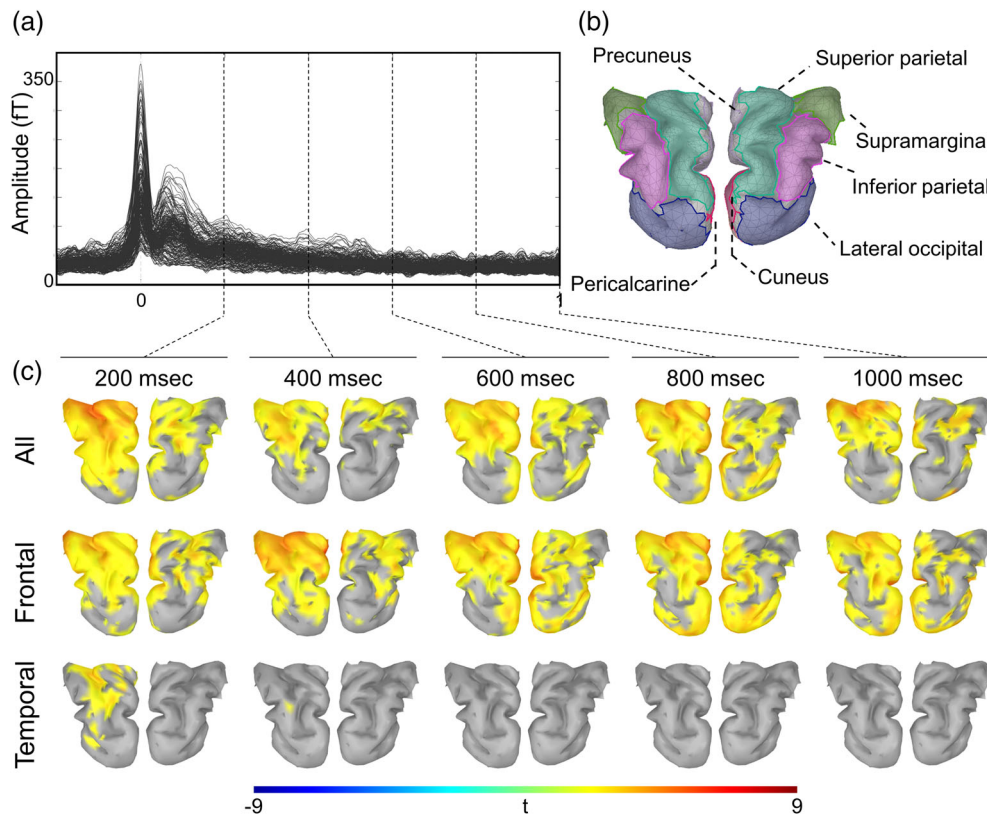 (a)
(b)
350
Amplitude (fT)
0
0
1
Precuneus
Superior parietal
Supramargina
Inferior parietal
Lateral occipital
Pericalcarine
Cuneus
(c)
200 msec
400 msec
600 msec
800 msec
1000 msec
All
Frontal
Temporal
-9
t
9